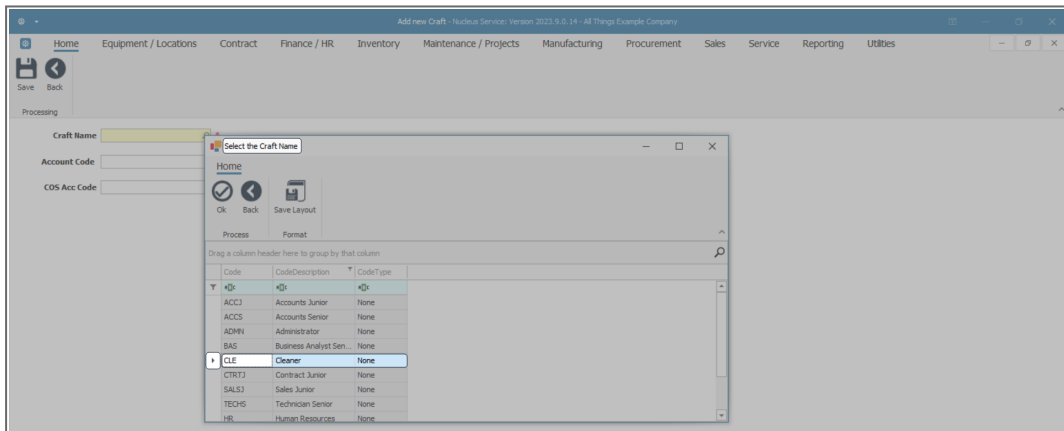 Add new Craft - Nucleus Service: Version 2023.9.0.14 - All Things Example Company
Home Equipment / Locations Contract Finance / HR Inventory Maintenance / Projects Manufacturing Procurement Sales Service Reporting Utilities
Save Back
Processing
Craft Name
Account Code
COS Acc Code
Select the Craft Name
Home
Ok Back Save Layout
Process Format
Drag a column header here to group by that column
Code CodeDescription CodeType
ACCJ Accounts Junior None
ACCS Accounts Senior None
ADMN Administrator None
BAS Business Analyst Sen... None
CLE Cleaner None
CTRTJ Contract Junior None
SALSJ Sales Junior None
TECHS Technician Senior None
HR Human Resources None